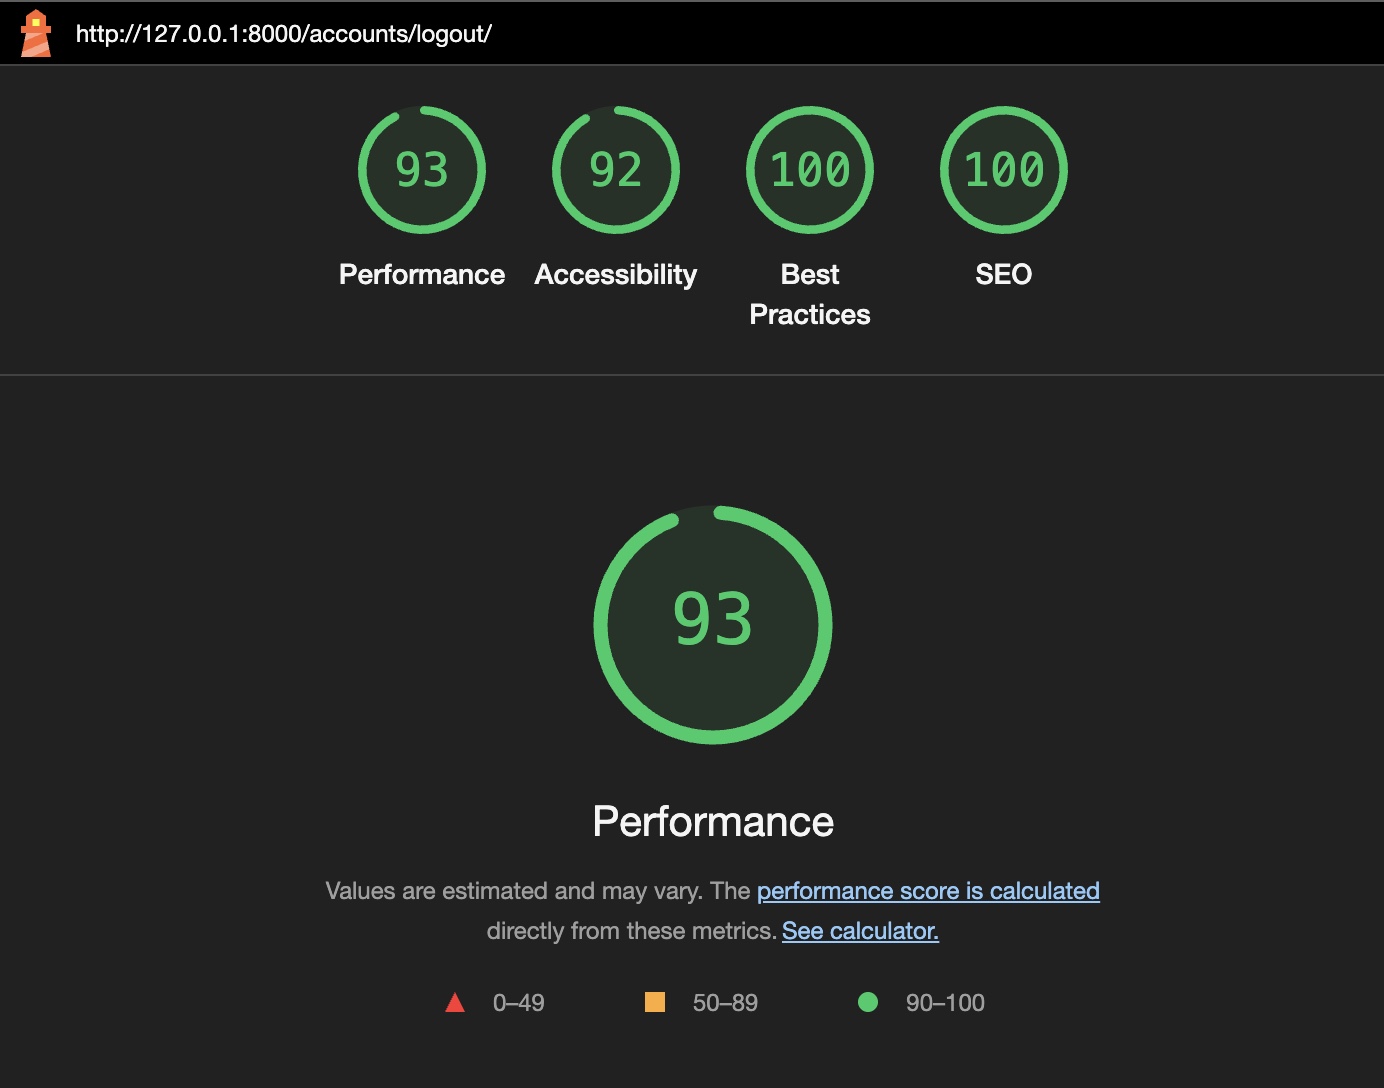 http://127.0.0.1:8000/accounts/logout/
93
92
100
100
Performance
Accessibility
Best
Practices
SEO
93
Performance
Values are estimated and may vary. The performance score is calculated
directly from these metrics. See calculator.
0–49
50–89
90–100